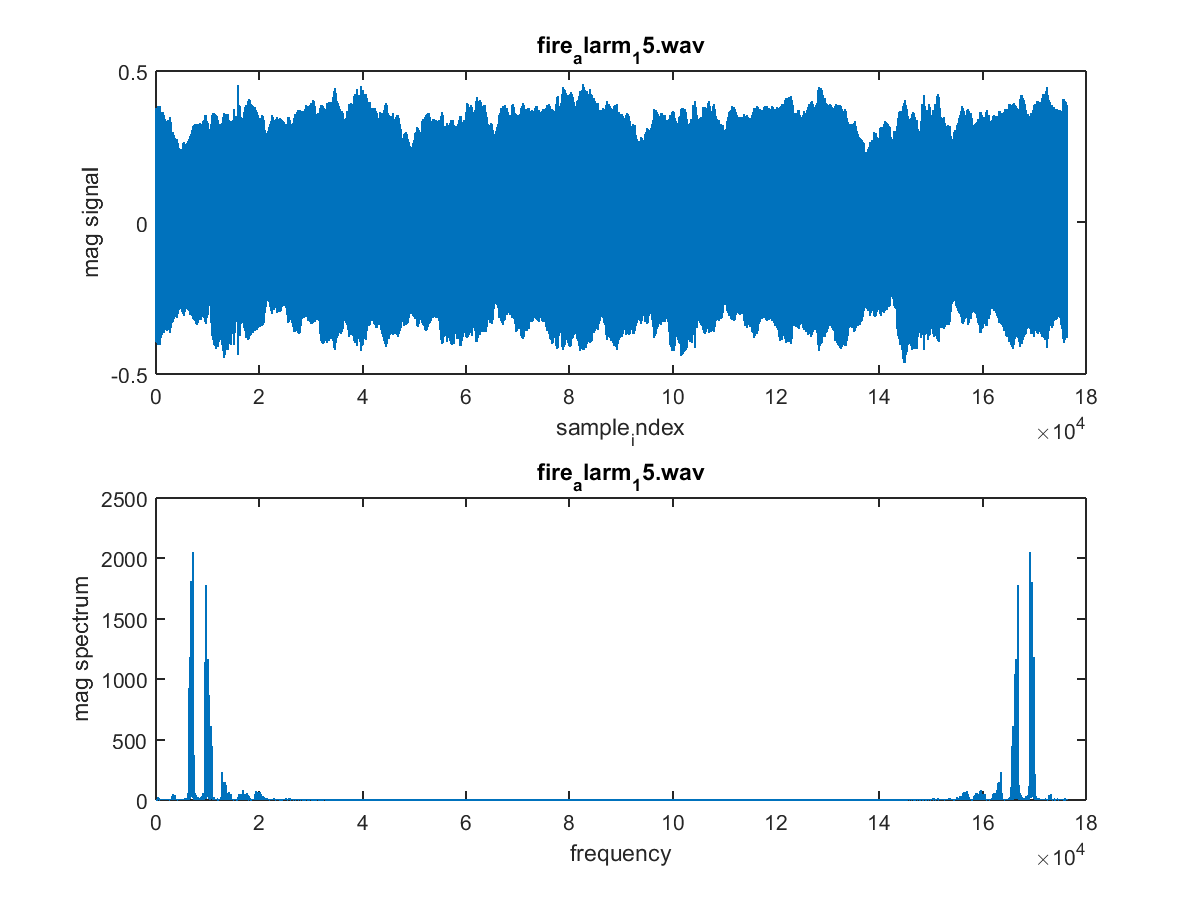 fire_alarm_15.wav
0.5
0
-0.5
mag signal
0 2 4 6 8 10 12 14 16 18
sample_index
×10^4
fire_alarm_15.wav
2500
2000
1500
1000
500
0
mag spectrum
0 2 4 6 8 10 12 14 16 18
frequency
×10^4